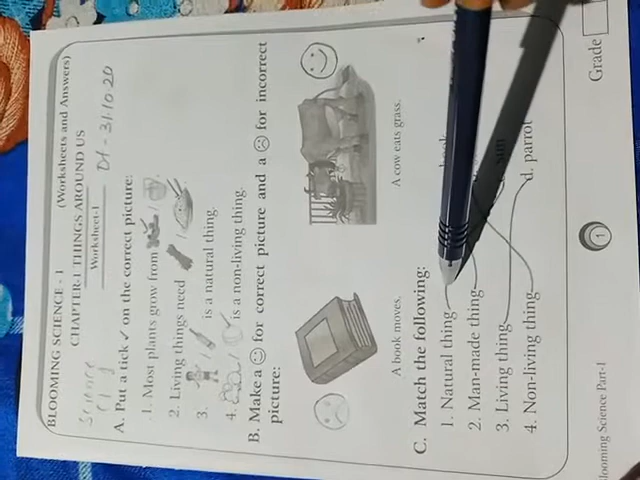 BLOOMING SCIENCE - 1 (Worksheets and Answers)
CHAPTER-1 THINGS AROUND US
Worksheet-1
Science
Dt - 31.10.20
A. Put a tick ✓ on the correct picture:
1. Most plants grow from /
2. Living things need /
3. / is a natural thing.
4. / is a non-living thing.
B. Make a ☺ for correct picture and a ☹ for incorrect
picture:
A book moves. A cow eats grass.
C. Match the following:
1. Natural thing book
2. Man-made thing
3. Living thing sun
4. Non-living thing d. parrot
Blooming Science Part-1 1 Grade